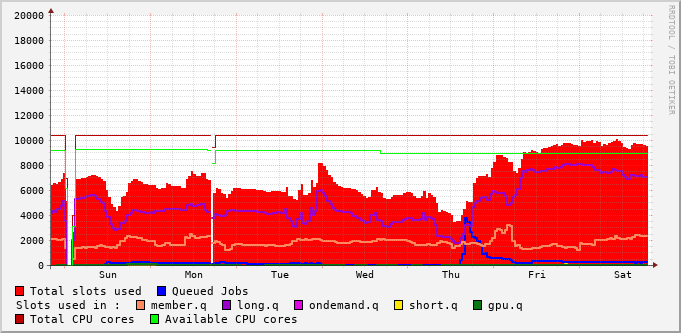 20000
18000
16000
14000
12000
10000
8000
6000
4000
2000
0
Sun Mon Tue Wed Thu Fri Sat
RRDTOOL / TOBI OETIKER
Total slots used Queued Jobs
Slots used in : member.q long.q ondemand.q short.q gpu.q
Total CPU cores Available CPU cores